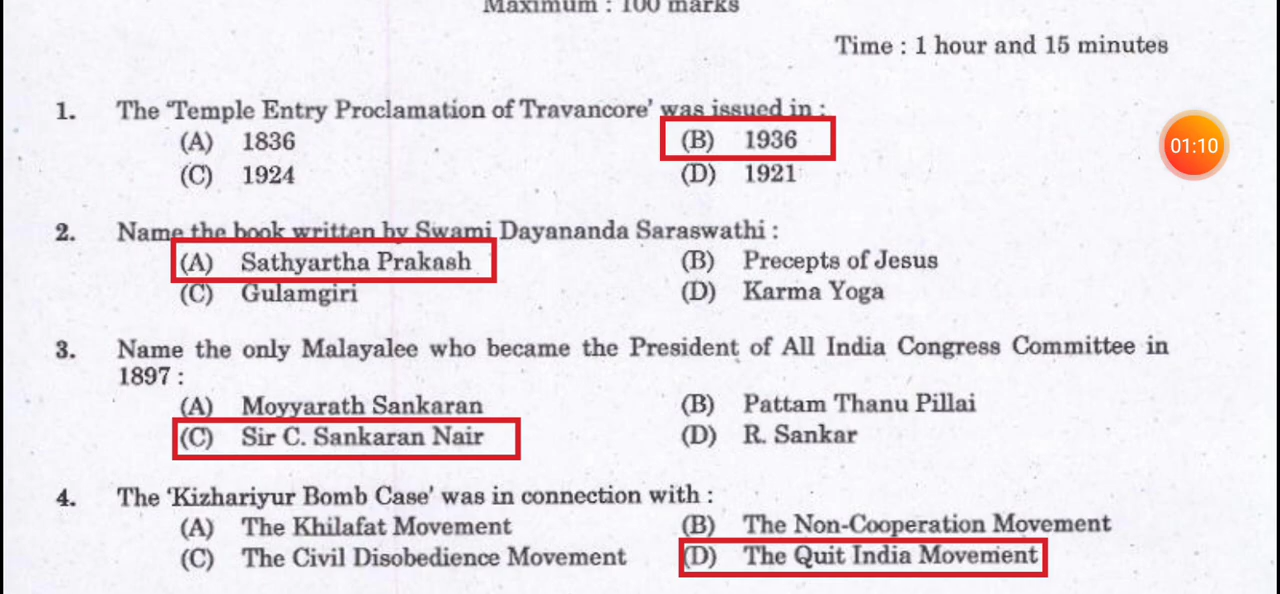 Maximum : 100 marks
Time : 1 hour and 15 minutes
01:10
1. The 'Temple Entry Proclamation of Travancore' was issued in :
(A) 1836 (B) 1936
(C) 1924 (D) 1921
2. Name the book written by Swami Dayananda Saraswathi :
(A) Sathyartha Prakash (B) Precepts of Jesus
(C) Gulamgiri (D) Karma Yoga
3. Name the only Malayalee who became the President of All India Congress Committee in
1897 :
(A) Moyyarath Sankaran (B) Pattam Thanu Pillai
(C) Sir C. Sankaran Nair (D) R. Sankar
4. The 'Kizhariyur Bomb Case' was in connection with :
(A) The Khilafat Movement (B) The Non-Cooperation Movement
(C) The Civil Disobedience Movement (D) The Quit India Movement